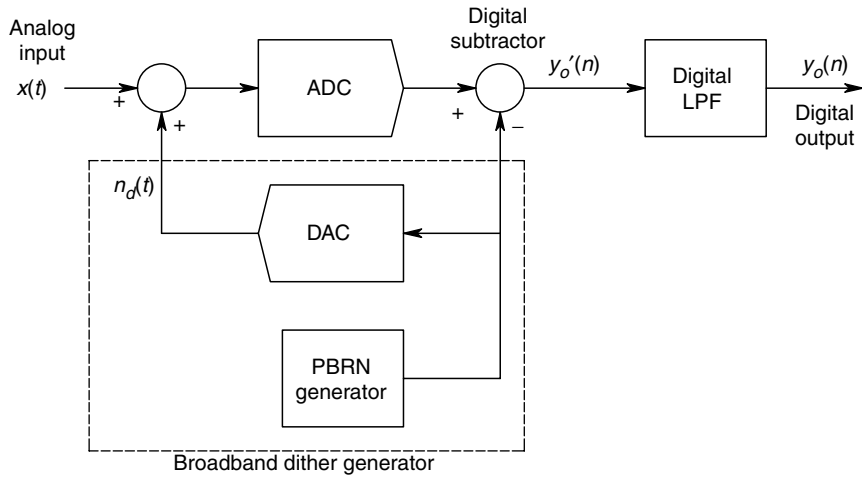 Analog
input
x(t)
+
+
ADC
Digital
subtractor
+
−
y_o'(n)
Digital
LPF
y_o(n)
Digital
output
n_d(t)
DAC
PBRN
generator
Broadband dither generator